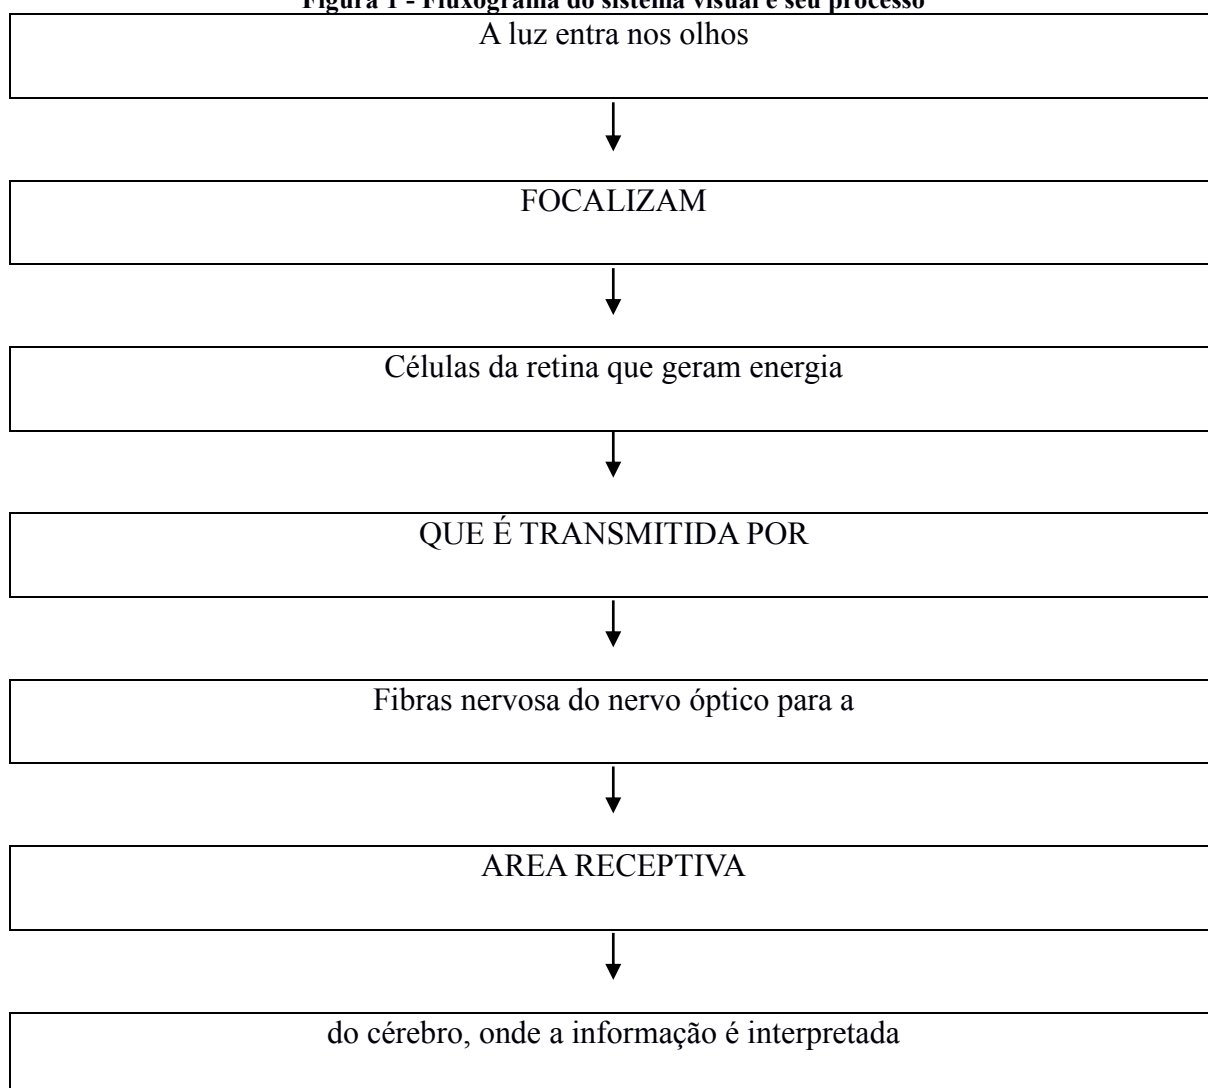 Figura 1 - Fluxograma do sistema visual e seu processo
A luz entra nos olhos
FOCALIZAM
Células da retina que geram energia
QUE É TRANSMITIDA POR
Fibras nervosa do nervo óptico para a
AREA RECEPTIVA
do cérebro, onde a informação é interpretada